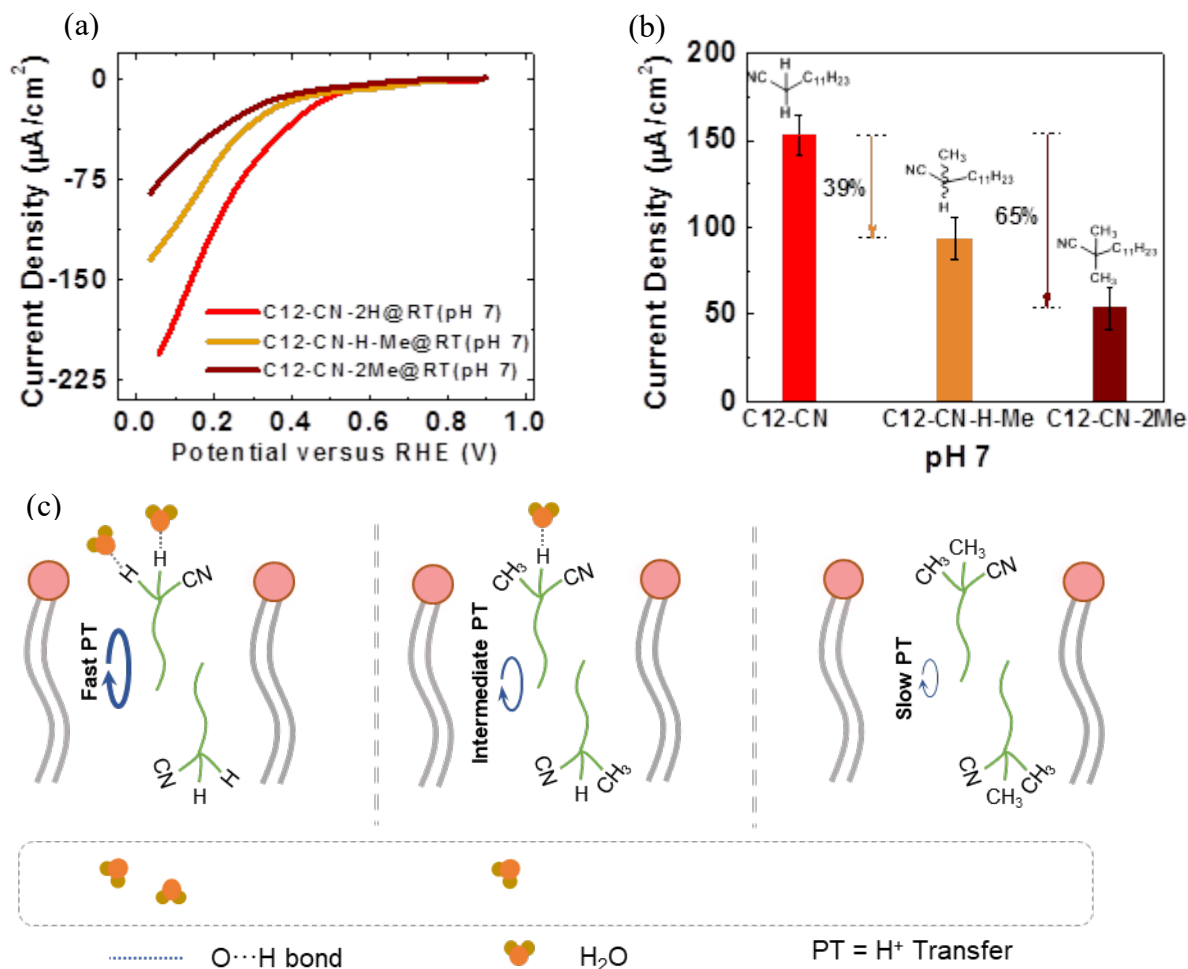 (a)
0
-75
-150
-225
Current Density (μA/cm²)
C12-CN-2H@RT(pH 7)
C12-CN-H-Me@RT(pH 7)
C12-CN-2Me@RT(pH 7)
0.0 0.2 0.4 0.6 0.8 1.0
Potential versus RHE (V)
(b)
200
150
100
50
0
Current Density (μA/cm²)
H
NC C₁₁H₂₃
H
39%
CH₃
NC C₁₁H₂₃
H
65%
CH₃
NC C₁₁H₂₃
CH₃
C12-CN C12-CN-H-Me C12-CN-2Me
pH 7
(c)
H H CN
Fast PT
CN H H
CH₃ H CN
Intermediate PT
CN H CH₃
CH₃ CH₃ CN
Slow PT
CN CH₃ CH₃
O···H bond H₂O PT = H⁺ Transfer